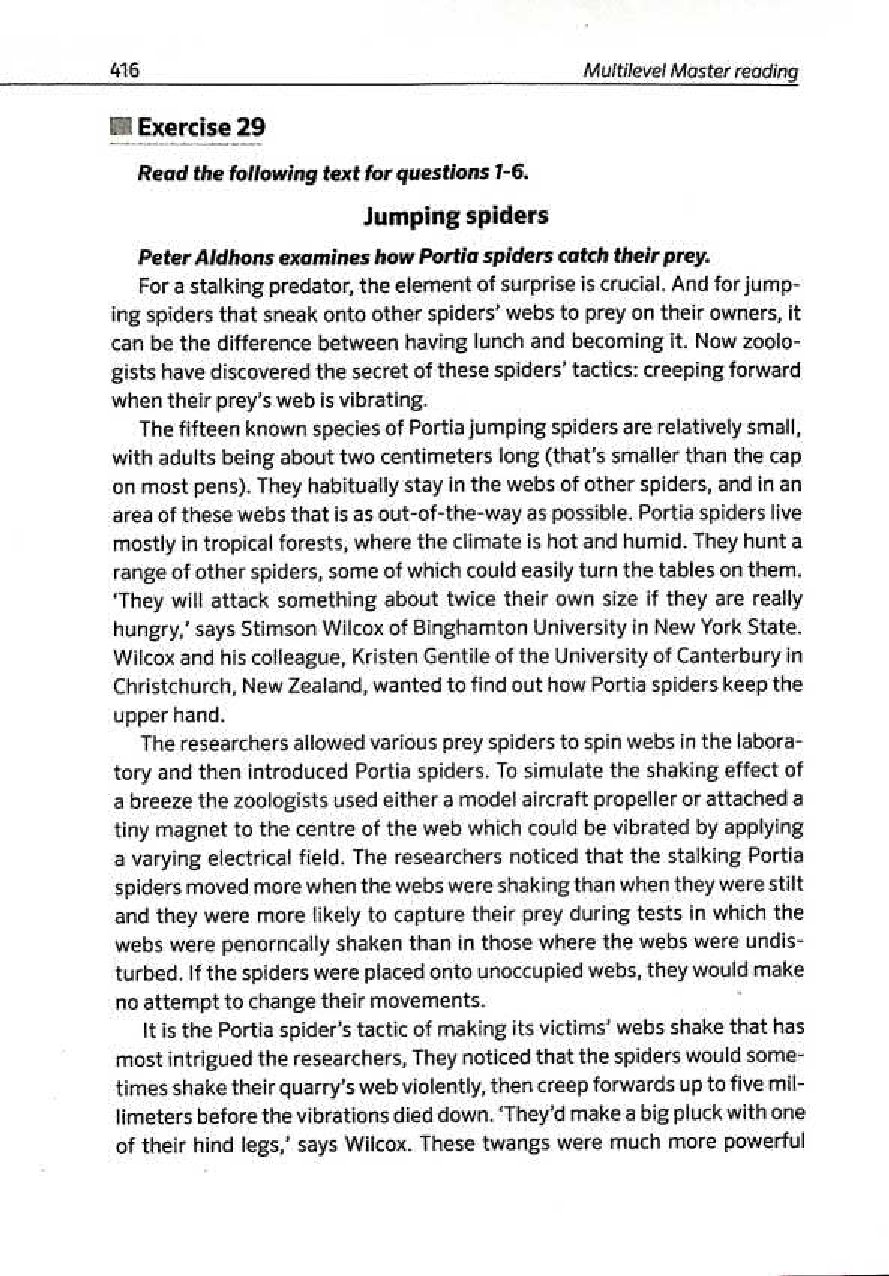 416
Multilevel Master reading
Exercise 29
Read the following text for questions 1-6.
Jumping spiders
Peter Aldhons examines how Portia spiders catch their prey.
For a stalking predator, the element of surprise is crucial. And for jump-
ing spiders that sneak onto other spiders' webs to prey on their owners, it
can be the difference between having lunch and becoming it. Now zoolo-
gists have discovered the secret of these spiders' tactics: creeping forward
when their prey's web is vibrating.
The fifteen known species of Portia jumping spiders are relatively small,
with adults being about two centimeters long (that's smaller than the cap
on most pens). They habitually stay in the webs of other spiders, and in an
area of these webs that is as out-of-the-way as possible. Portia spiders live
mostly in tropical forests, where the climate is hot and humid. They hunt a
range of other spiders, some of which could easily turn the tables on them.
'They will attack something about twice their own size if they are really
hungry,' says Stimson Wilcox of Binghamton University in New York State.
Wilcox and his colleague, Kristen Gentile of the University of Canterbury in
Christchurch, New Zealand, wanted to find out how Portia spiders keep the
upper hand.
The researchers allowed various prey spiders to spin webs in the labora-
tory and then introduced Portia spiders. To simulate the shaking effect of
a breeze the zoologists used either a model aircraft propeller or attached a
tiny magnet to the centre of the web which could be vibrated by applying
a varying electrical field. The researchers noticed that the stalking Portia
spiders moved more when the webs were shaking than when they were stilt
and they were more likely to capture their prey during tests in which the
webs were penorncally shaken than in those where the webs were undis-
turbed. If the spiders were placed onto unoccupied webs, they would make
no attempt to change their movements.
It is the Portia spider's tactic of making its victims' webs shake that has
most intrigued the researchers, They noticed that the spiders would some-
times shake their quarry's web violently, then creep forwards up to five mil-
limeters before the vibrations died down. 'They'd make a big pluck with one
of their hind legs,' says Wilcox. These twangs were much more powerful